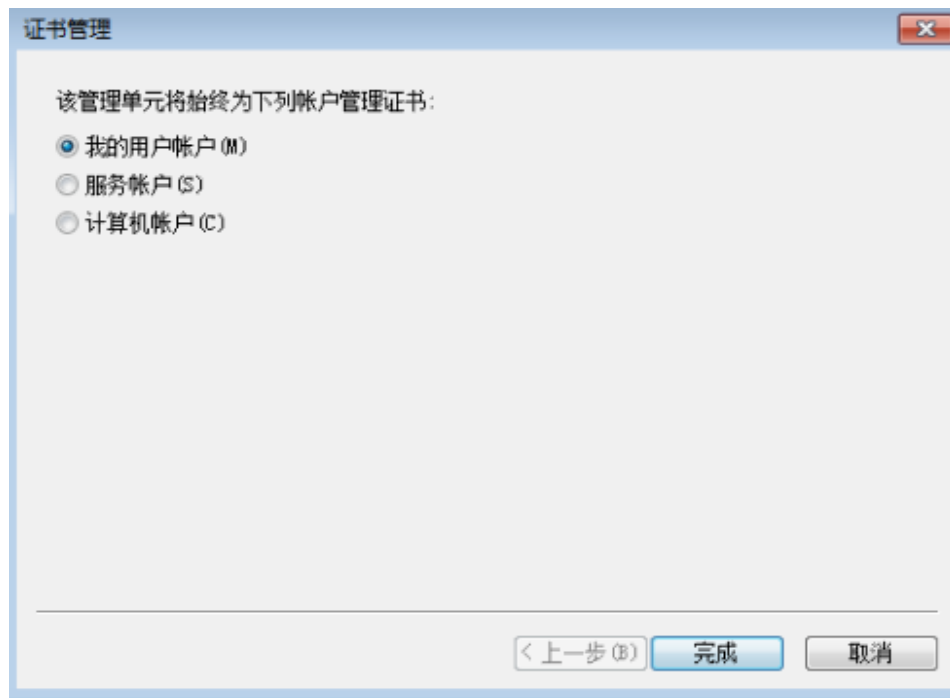 证书管理
该管理单元将始终为下列帐户管理证书:
我的用户帐户(M)
服务帐户(S)
计算机帐户(C)
< 上一步(B)
完成
取消